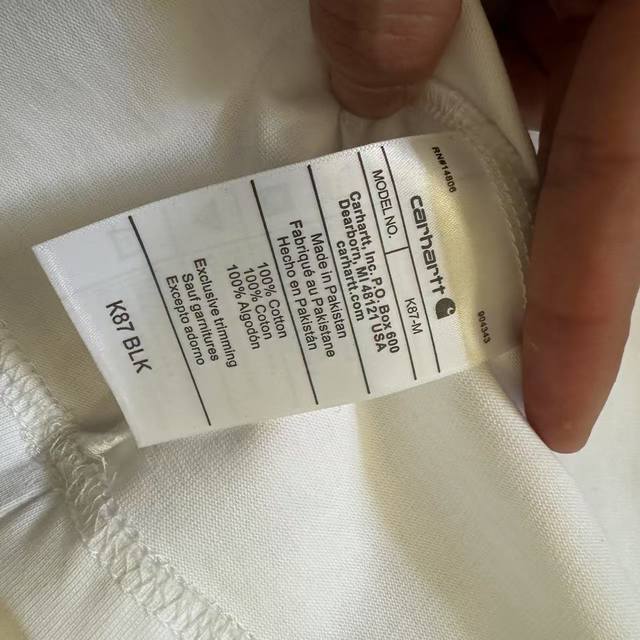 RN#14806
904343
carhartt
MODEL NO.
K87-M
Carhartt, Inc. P.O. Box 600
Dearborn, MI 48121 USA
carhartt.com
Made in Pakistan
Fabriqué au Pakistane
Hecho en Pakistán
100% Cotton
100% Coton
100% Algodón
Exclusive trimming
Sauf garnitures
Excepto adorno
K87 BLK